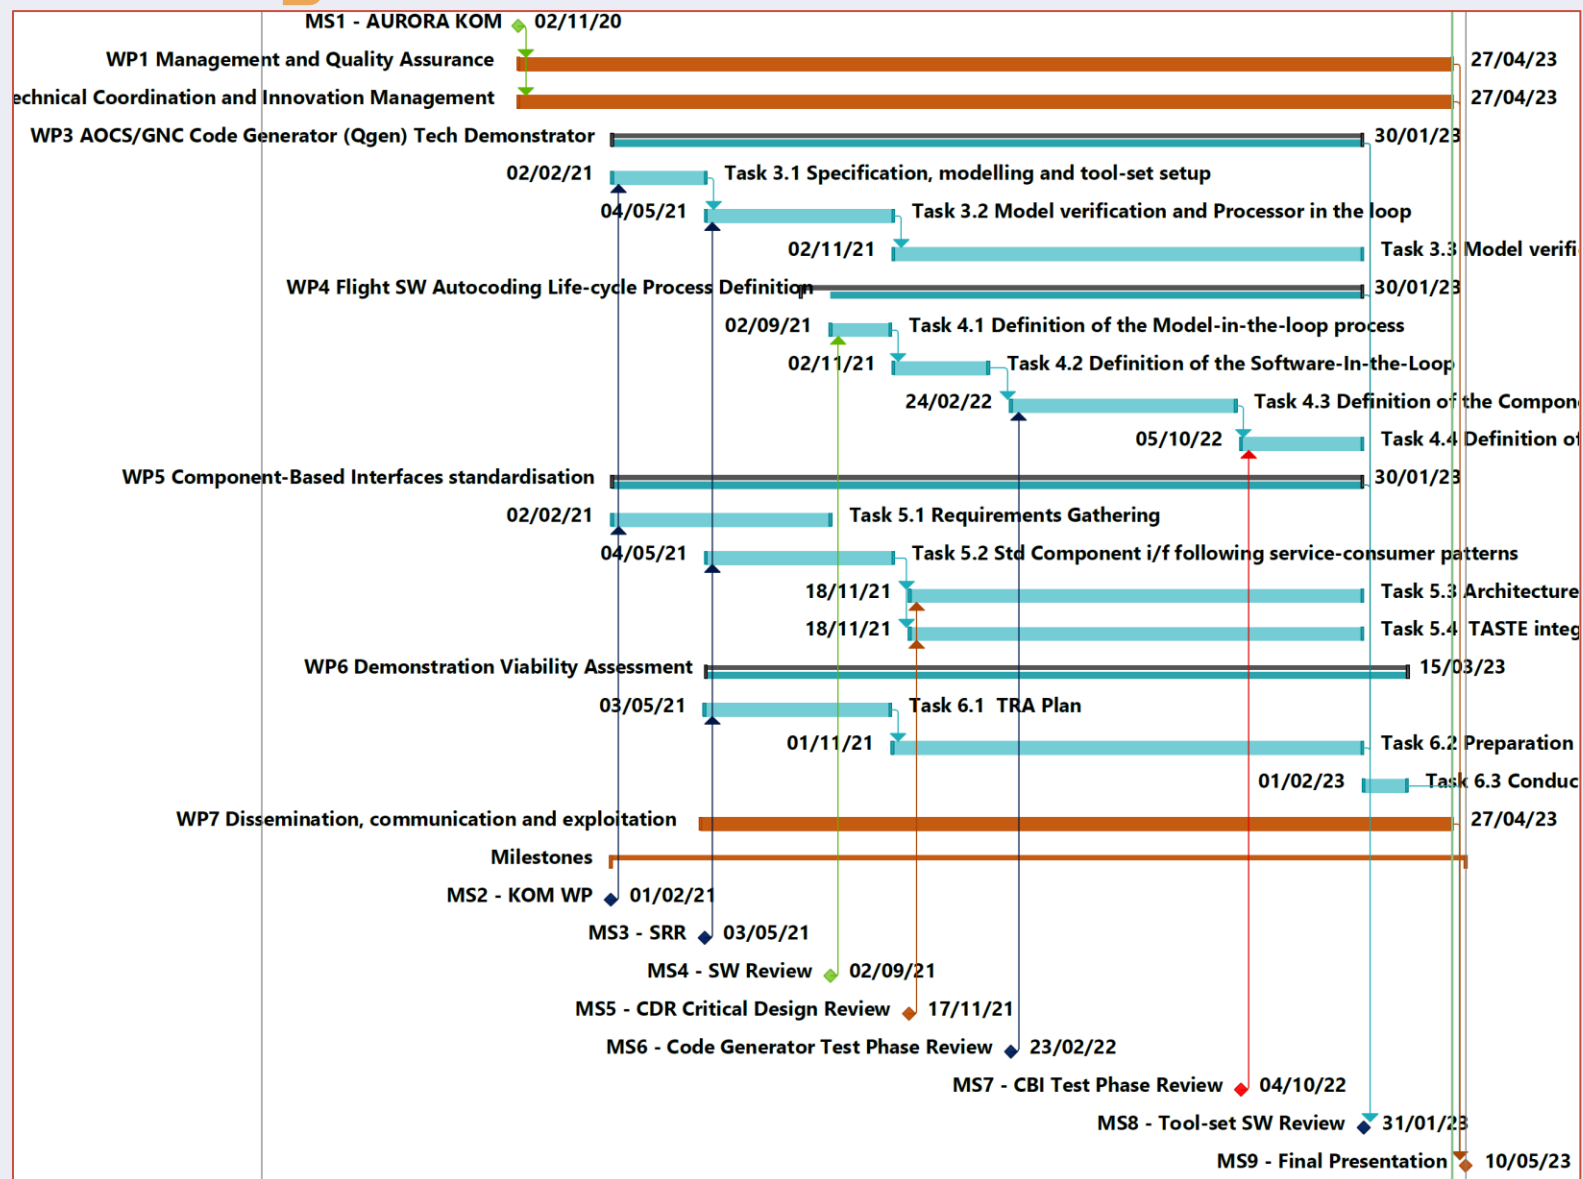 MS1 - AURORA KOM 02/11/20
WP1 Management and Quality Assurance 27/04/23
echnical Coordination and Innovation Management 27/04/23
WP3 AOCS/GNC Code Generator (Qgen) Tech Demonstrator 30/01/23
02/02/21 Task 3.1 Specification, modelling and tool-set setup
04/05/21 Task 3.2 Model verification and Processor in the loop
02/11/21 Task 3.3 Model verifi
WP4 Flight SW Autocoding Life-cycle Process Definition 30/01/23
02/09/21 Task 4.1 Definition of the Model-in-the-loop process
02/11/21 Task 4.2 Definition of the Software-In-the-Loop
24/02/22 Task 4.3 Definition of the Compon
05/10/22 Task 4.4 Definition of
WP5 Component-Based Interfaces standardisation 30/01/23
02/02/21 Task 5.1 Requirements Gathering
04/05/21 Task 5.2 Std Component i/f following service-consumer patterns
18/11/21 Task 5.3 Architecture
18/11/21 Task 5.4 TASTE integ
WP6 Demonstration Viability Assessment 15/03/23
03/05/21 Task 6.1 TRA Plan
01/11/21 Task 6.2 Preparation
01/02/23 Task 6.3 Conduc
WP7 Dissemination, communication and exploitation 27/04/23
Milestones
MS2 - KOM WP 01/02/21
MS3 - SRR 03/05/21
MS4 - SW Review 02/09/21
MS5 - CDR Critical Design Review 17/11/21
MS6 - Code Generator Test Phase Review 23/02/22
MS7 - CBI Test Phase Review 04/10/22
MS8 - Tool-set SW Review 31/01/23
MS9 - Final Presentation 10/05/23